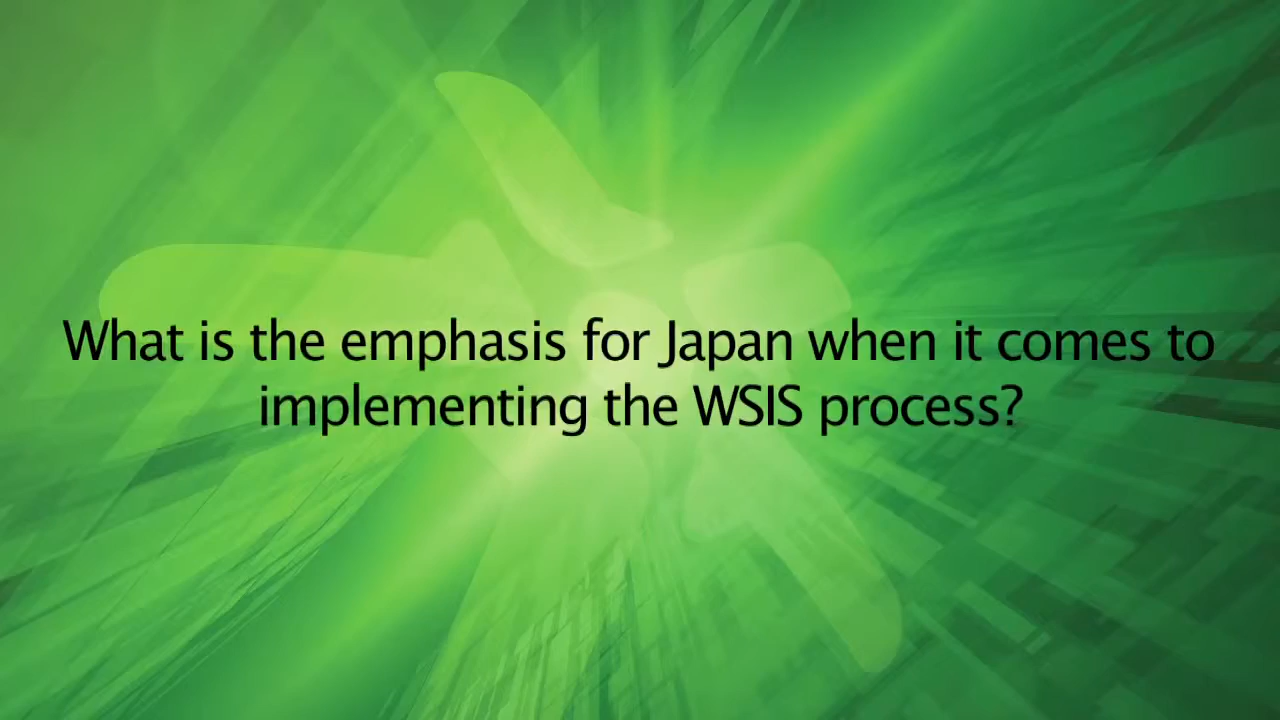 What is the emphasis for Japan when it comes to
implementing the WSIS process?